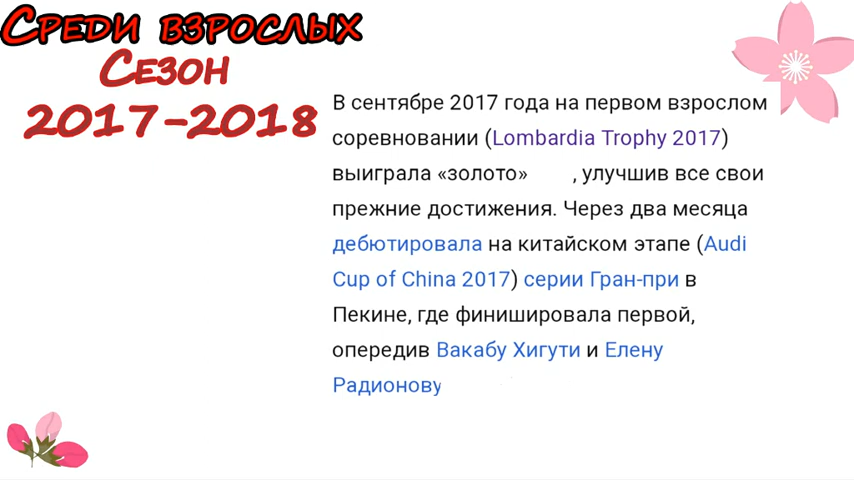 Среди взрослых
Сезон
2017-2018
В сентябре 2017 года на первом взрослом
соревновании (Lombardia Trophy 2017)
выиграла «золото» , улучшив все свои
прежние достижения. Через два месяца
дебютировала на китайском этапе (Audi
Cup of China 2017) серии Гран-при в
Пекине, где финишировала первой,
опередив Вакабу Хигути и Елену
Радионову